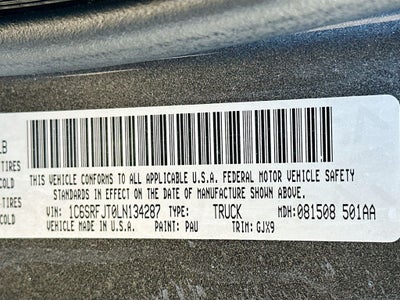 LB
TIRES
COLD
THIS VEHICLE CONFORMS TO ALL APPLICABLE U.S.A. FEDERAL MOTOR VEHICLE SAFETY
-TIRES
STANDARDS IN EFFECT ON THE DATE OF MANUFACTURE SHOWN ABOVE.
COLD
VIN: 1C6SRFJT0LN134287 TYPE: TRUCK MDH: 081508 501AA
VEHICLE MADE IN U.S.A. PAINT: PAU TRIM: GJX9